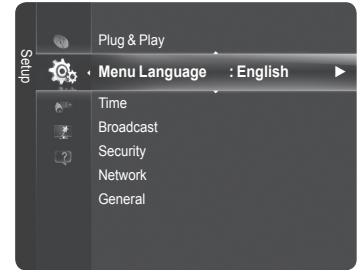 Setup
Plug & Play
Menu Language : English
Time
Broadcast
Security
Network
General